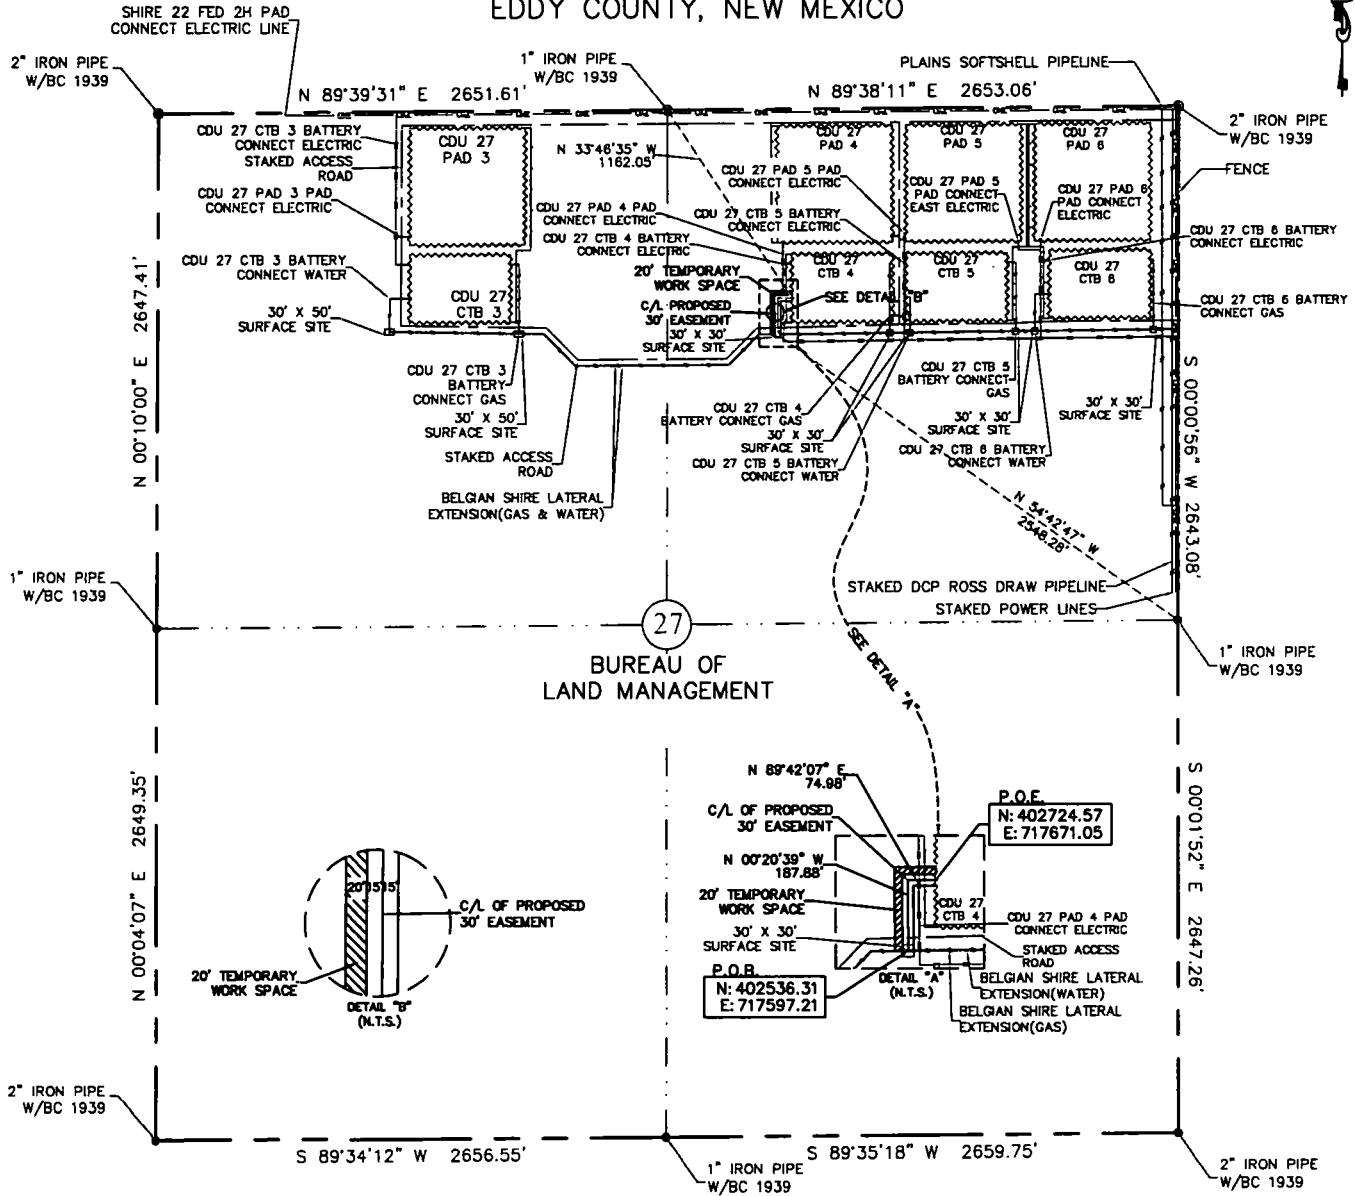 EDDY COUNTY, NEW MEXICO
SHIRE 22 FED 2H PAD
CONNECT ELECTRIC LINE
2" IRON PIPE
W/BC 1939
1" IRON PIPE
W/BC 1939
PLAINS SOFTSHELL PIPELINE
N 89°39'31" E 2651.61'
N 89°38'11" E 2653.06'
2" IRON PIPE
W/BC 1939
FENCE
CDU 27 CTB 3 BATTERY
CONNECT ELECTRIC
STAKED ACCESS
ROAD
CDU 27 PAD 3 PAD
CONNECT ELECTRIC
CDU 27 CTB 3 BATTERY
CONNECT WATER
30' X 50'
SURFACE SITE
CDU 27
PAD 3
CDU 27
CTB 3
N 33°46'35" W
1162.05'
CDU 27
PAD 4
CDU 27
PAD 5
CDU 27
PAD 6
CDU 27 PAD 5 PAD
CONNECT ELECTRIC
CDU 27 PAD 5
PAD CONNECT
EAST ELECTRIC
CDU 27 PAD 6
PAD CONNECT
ELECTRIC
CDU 27 PAD 4 PAD
CONNECT ELECTRIC
CDU 27 CTB 5 BATTERY
CONNECT ELECTRIC
CDU 27 CTB 4 BATTERY
CONNECT ELECTRIC
CDU 27 CTB 6 BATTERY
CONNECT ELECTRIC
CDU 27
CTB 4
CDU 27
CTB 5
CDU 27
CTB 6
20' TEMPORARY
WORK SPACE
SEE DETAIL "B"
C/L PROPOSED
30' EASEMENT
30' X 30'
SURFACE SITE
CDU 27 CTB 6 BATTERY
CONNECT GAS
CDU 27 CTB 3
BATTERY
CONNECT GAS
30' X 50'
SURFACE SITE
STAKED ACCESS
ROAD
BELGIAN SHIRE LATERAL
EXTENSION(GAS & WATER)
CDU 27 CTB 4
BATTERY CONNECT GAS
30' X 30'
SURFACE SITE
CDU 27 CTB 5 BATTERY
CONNECT WATER
CDU 27 CTB 5
BATTERY CONNECT
GAS
30' X 30'
SURFACE SITE
CDU 27 CTB 6 BATTERY
CONNECT WATER
30' X 30'
SURFACE SITE
N 00°10'00" E 2647.41'
S 00°00'56" W 2643.08'
N 54°42'47" W
2548.28'
STAKED DCP ROSS DRAW PIPELINE
STAKED POWER LINES
1" IRON PIPE
W/BC 1939
27
BUREAU OF
LAND MANAGEMENT
1" IRON PIPE
W/BC 1939
SEE DETAIL "A"
N 00°04'07" E 2649.35'
S 00°01'52" E 2647.26'
20' 15' 15'
C/L OF PROPOSED
30' EASEMENT
20' TEMPORARY
WORK SPACE
DETAIL "B"
(N.T.S.)
N 89°42'07" E
74.98'
C/L OF PROPOSED
30' EASEMENT
N 00°20'39" W
187.88'
20' TEMPORARY
WORK SPACE
30' X 30'
SURFACE SITE
P.O.E.
N: 402724.57
E: 717671.05
CDU 27
CTB 4
CDU 27 PAD 4 PAD
CONNECT ELECTRIC
STAKED ACCESS
ROAD
P.O.B.
N: 402536.31
E: 717597.21
DETAIL "A"
(N.T.S.)
BELGIAN SHIRE LATERAL
EXTENSION(WATER)
BELGIAN SHIRE LATERAL
EXTENSION(GAS)
2" IRON PIPE
W/BC 1939
S 89°34'12" W 2656.55'
1" IRON PIPE
W/BC 1939
S 89°35'18" W 2659.75'
2" IRON PIPE
W/BC 1939